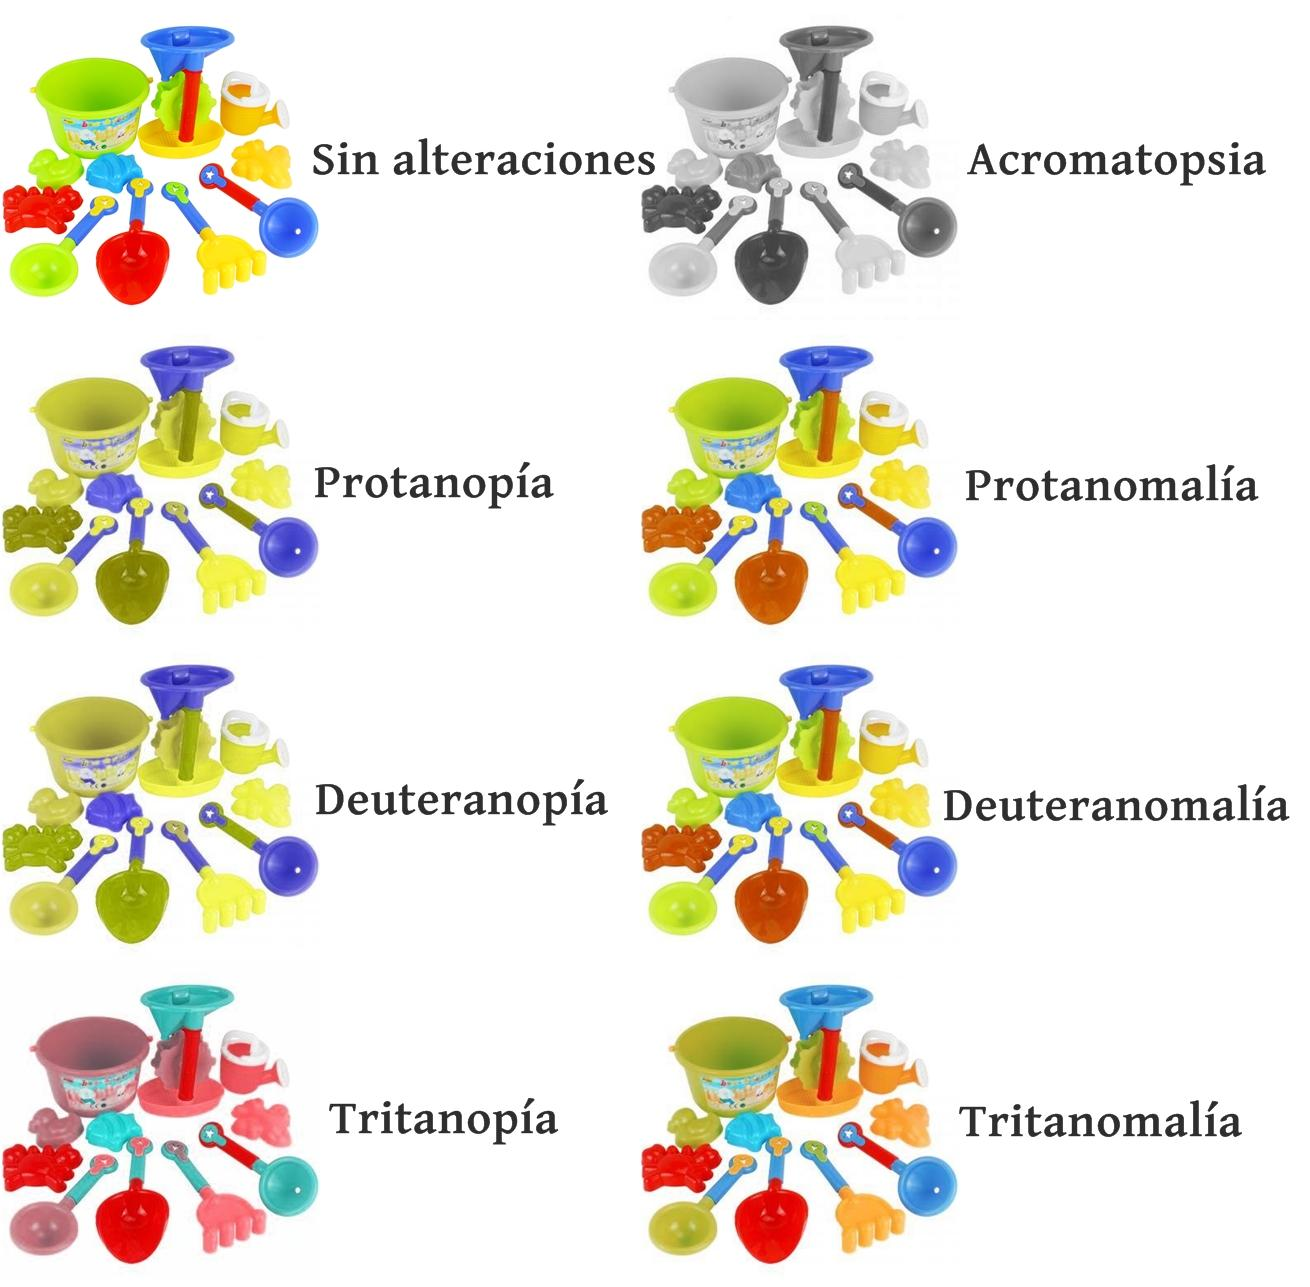 Sin alteraciones
Acromatopsia
Protanopía
Protanomalía
Deuteranopía
Deuteranomalía
Tritanopía
Tritanomalía